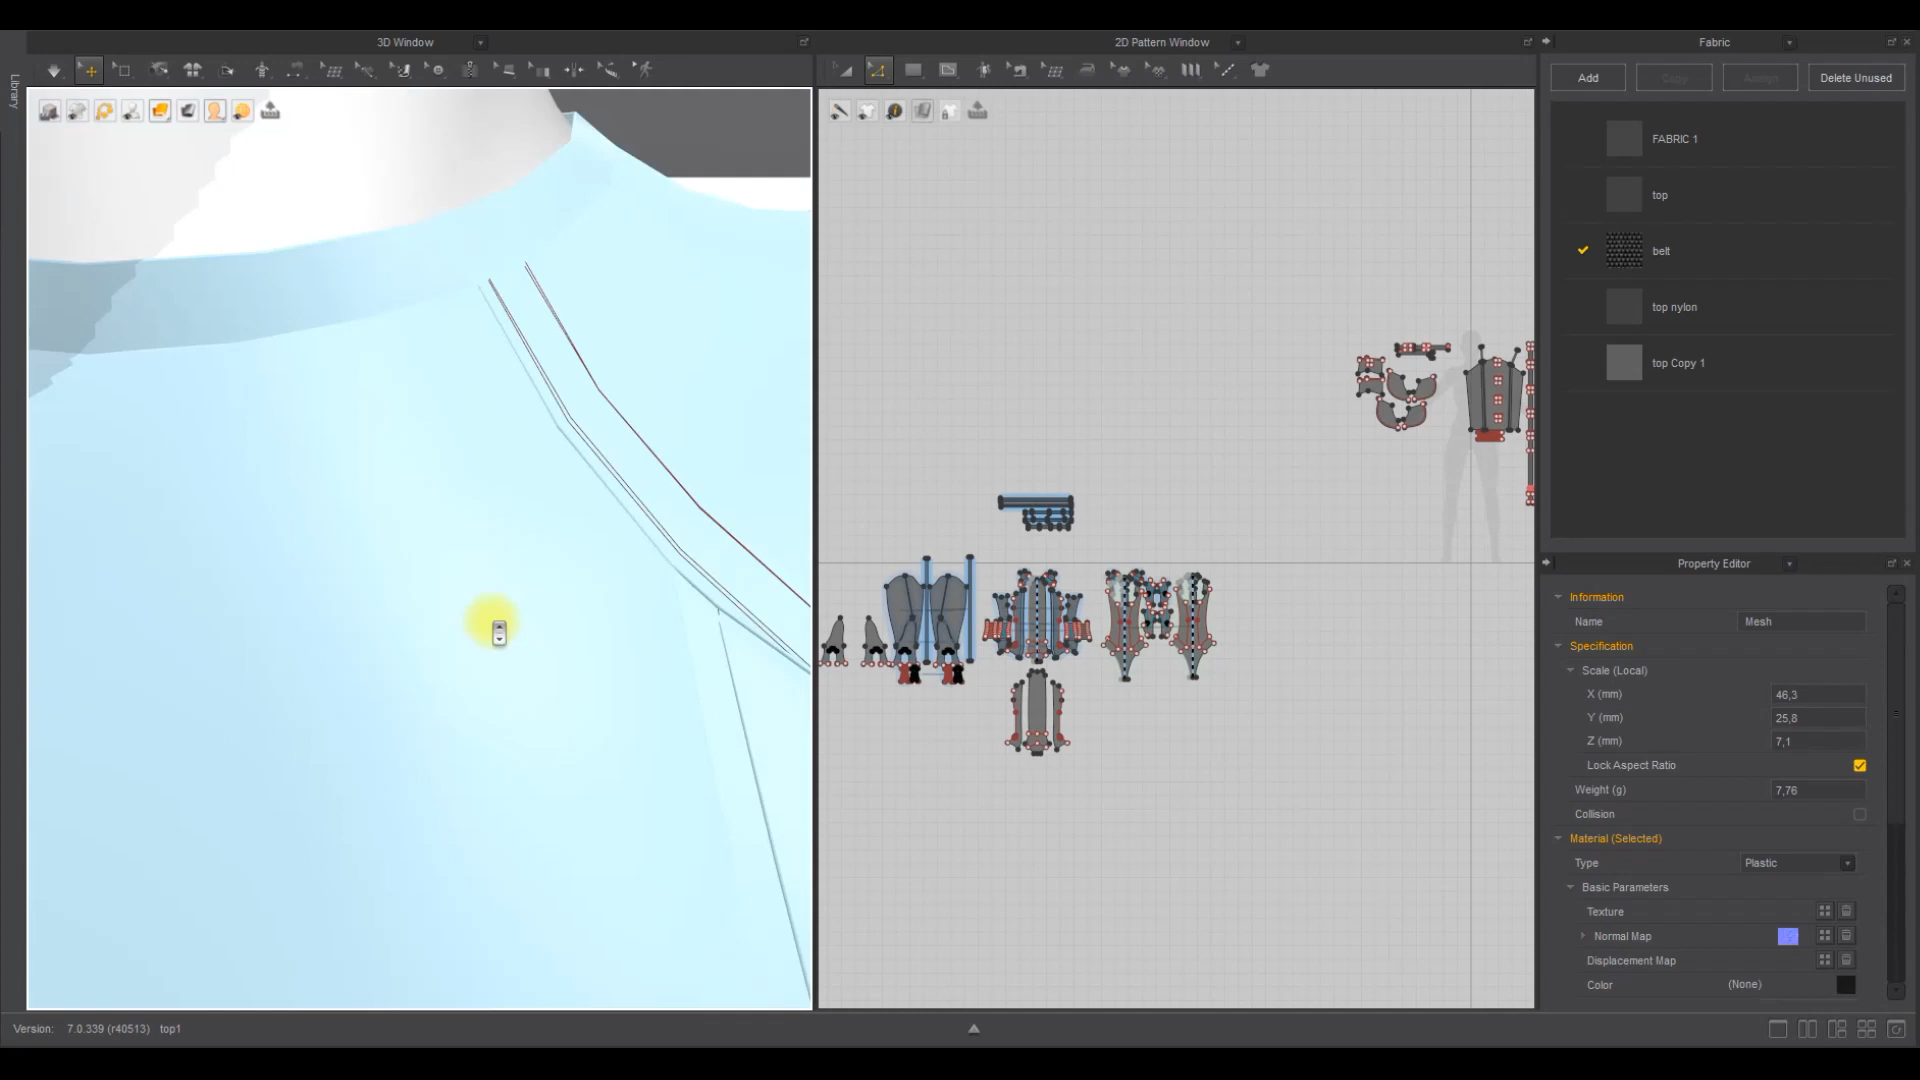 3D Window
2D Pattern Window
Fabric
Library
Add
Copy
Assign
Delete Unused
FABRIC 1
top
belt
top nylon
top Copy 1
Property Editor
Information
Name Mesh
Specification
Scale (Local)
X (mm) 46,3
Y (mm) 25,8
Z (mm) 7,1
Lock Aspect Ratio
Weight (g) 7,76
Collision
Material (Selected)
Type Plastic
Basic Parameters
Texture
Normal Map
Displacement Map
Color (None)
Version: 7.0.339 (r40513) top1